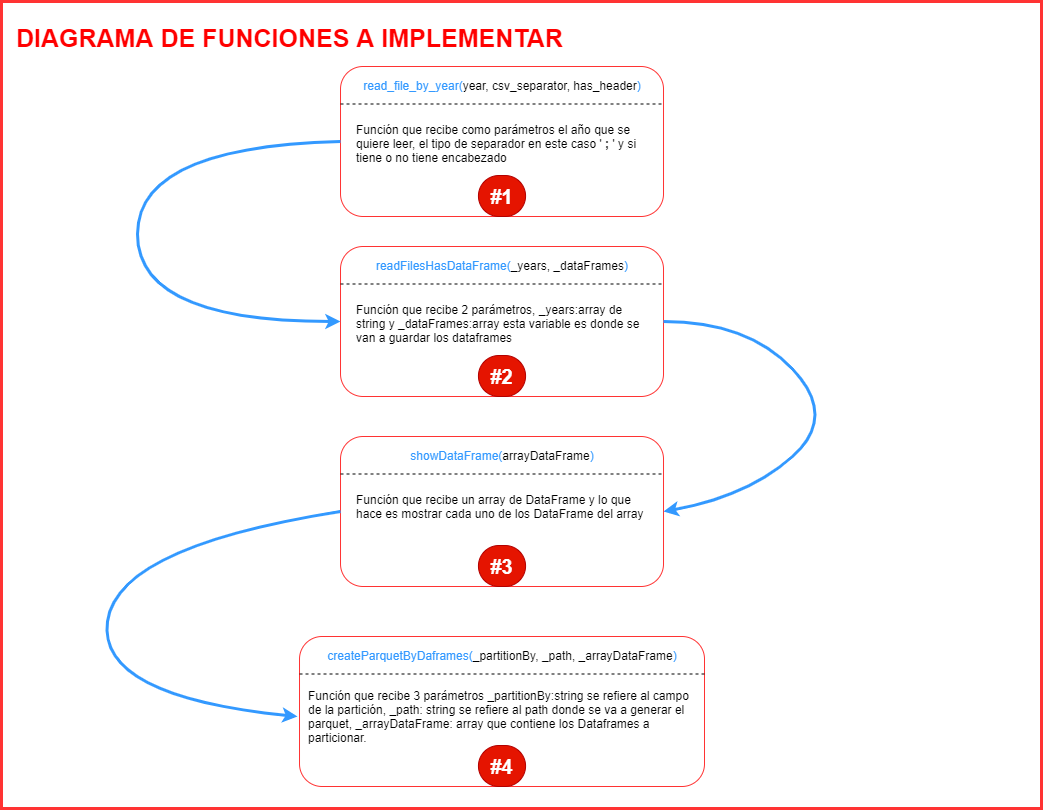 DIAGRAMA DE FUNCIONES A IMPLEMENTAR
read_file_by_year(year, csv_separator, has_header)
Función que recibe como parámetros el año que se
quiere leer, el tipo de separador en este caso ' ; ' y si
tiene o no tiene encabezado
#1
readFilesHasDataFrame(_years, _dataFrames)
Función que recibe 2 parámetros, _years:array de
string y _dataFrames:array esta variable es donde se
van a guardar los dataframes
#2
showDataFrame(arrayDataFrame)
Función que recibe un array de DataFrame y lo que
hace es mostrar cada uno de los DataFrame del array
#3
createParquetByDaframes(_partitionBy, _path, _arrayDataFrame)
Función que recibe 3 parámetros _partitionBy:string se refiere al campo
de la partición, _path: string se refiere al path donde se va a generar el
parquet, _arrayDataFrame: array que contiene los Dataframes a
particionar.
#4